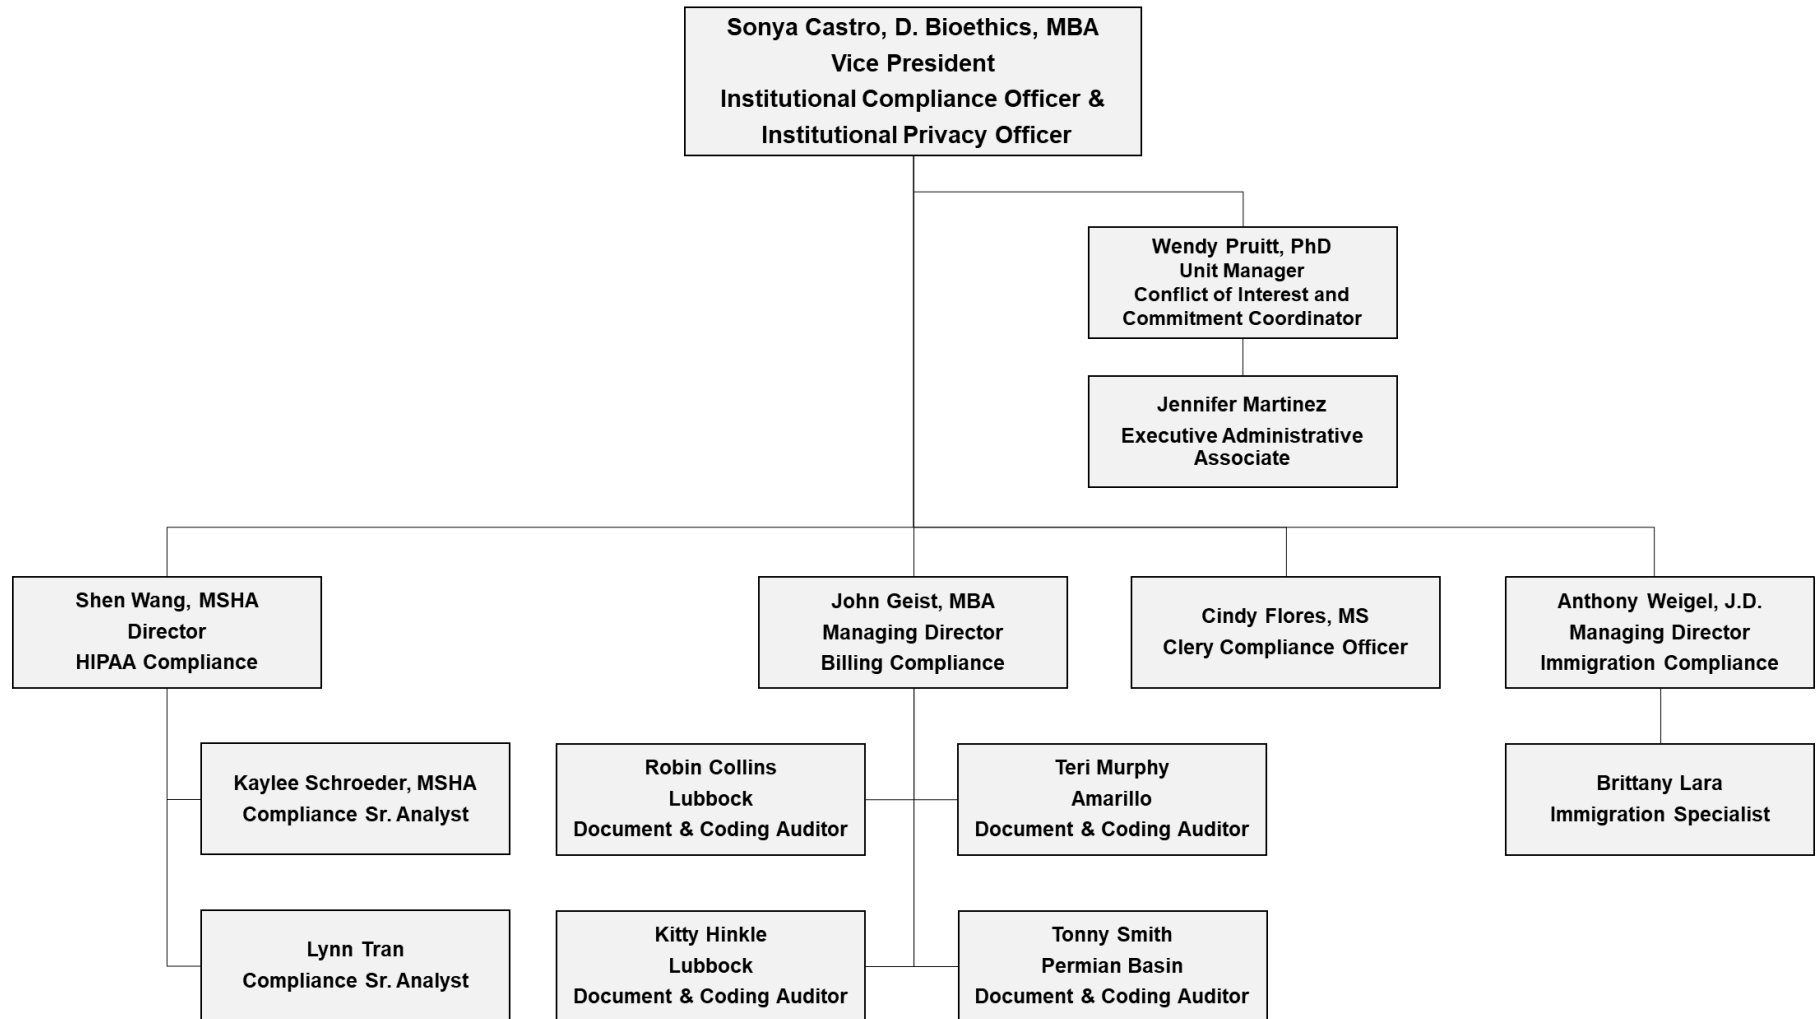 Sonya Castro, D. Bioethics, MBA
Vice President
Institutional Compliance Officer &
Institutional Privacy Officer
Wendy Pruitt, PhD
Unit Manager
Conflict of Interest and
Commitment Coordinator
Jennifer Martinez
Executive Administrative
Associate
Shen Wang, MSHA
Director
HIPAA Compliance
John Geist, MBA
Managing Director
Billing Compliance
Cindy Flores, MS
Clery Compliance Officer
Anthony Weigel, J.D.
Managing Director
Immigration Compliance
Kaylee Schroeder, MSHA
Compliance Sr. Analyst
Robin Collins
Lubbock
Document & Coding Auditor
Teri Murphy
Amarillo
Document & Coding Auditor
Brittany Lara
Immigration Specialist
Lynn Tran
Compliance Sr. Analyst
Kitty Hinkle
Lubbock
Document & Coding Auditor
Tonny Smith
Permian Basin
Document & Coding Auditor